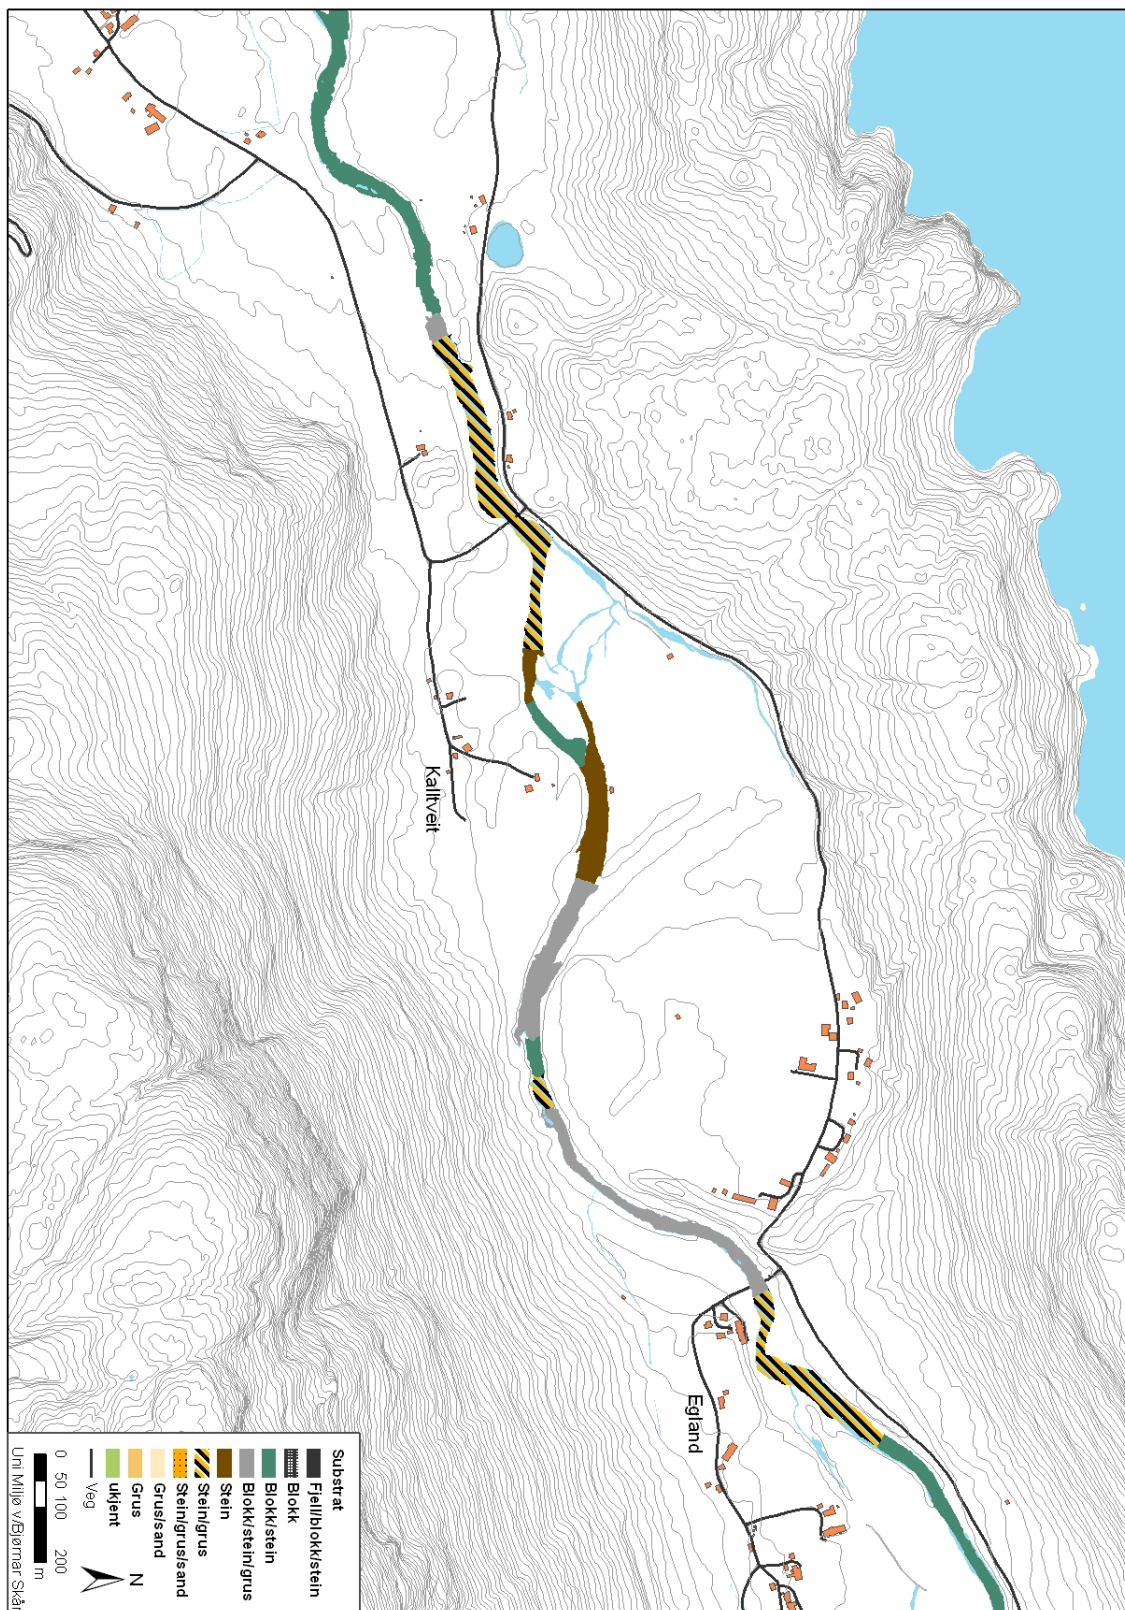 Kalltveit
Egland
Substrat
Fjell/blokk/stein
Blokk
Blokk/stein
Blokk/stein/grus
Stein
Stein/grus
Stein/grus/sand
Grus/sand
Grus
ukjent
Veg
N
0 50 100 200
m
Uni Miljø v/Bjørnar Skår